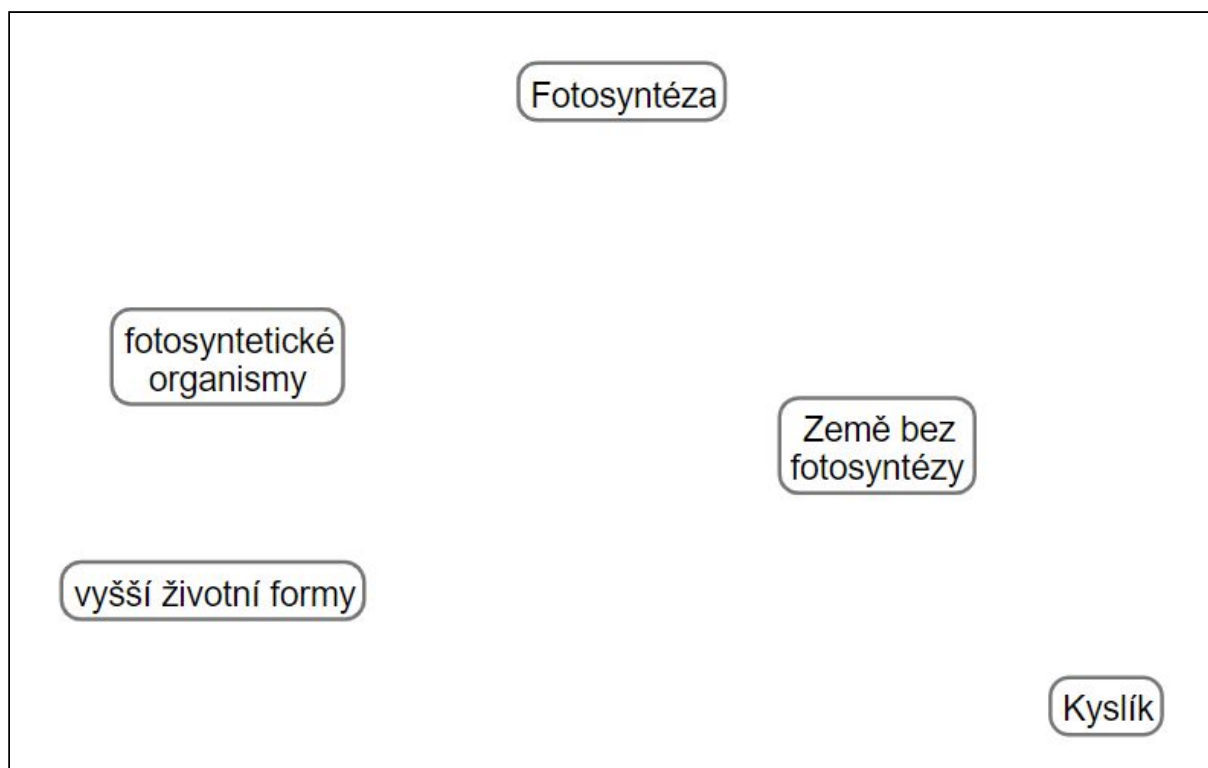 Fotosyntéza
fotosyntetické
organismy
Země bez
fotosyntézy
vyšší životní formy
Kyslík